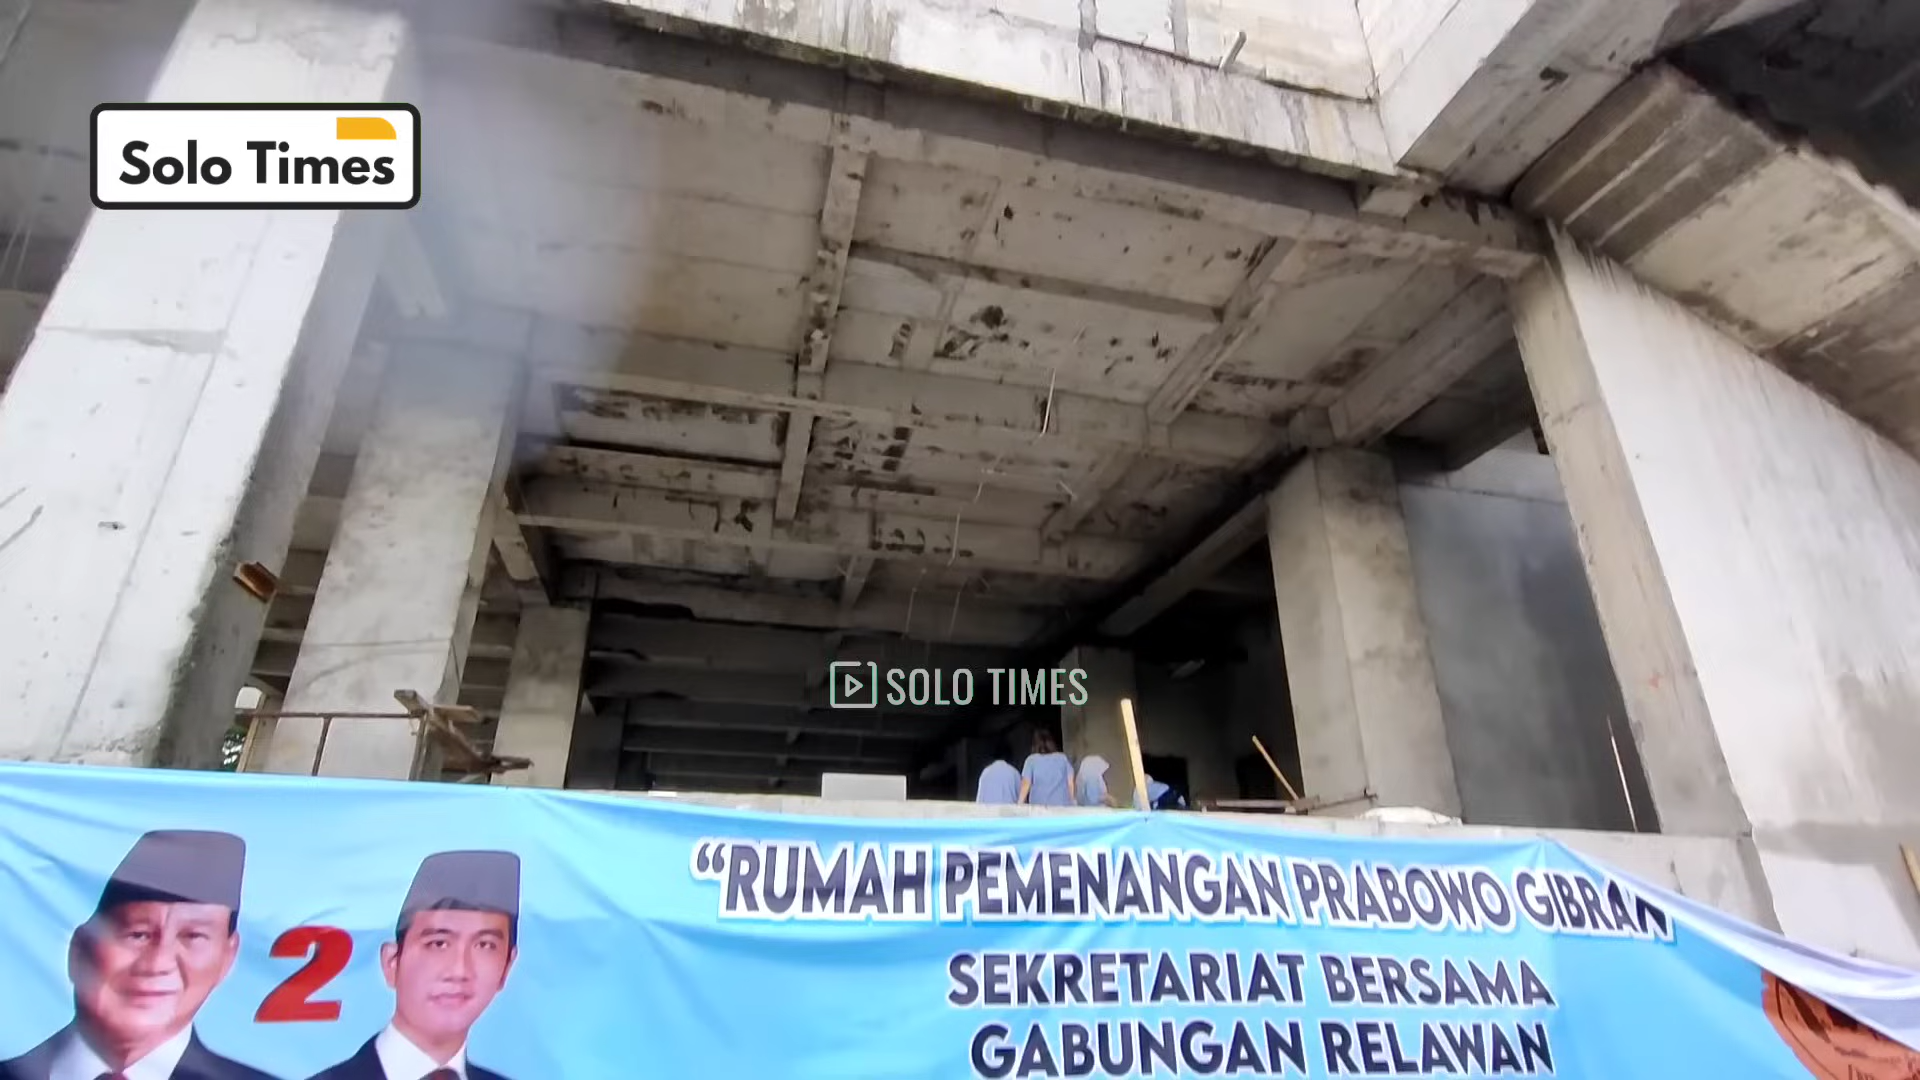 Solo Times
SOLO TIMES
"RUMAH PEMENANGAN PRABOWO GIBRAN
2
SEKRETARIAT BERSAMA
GABUNGAN RELAWAN